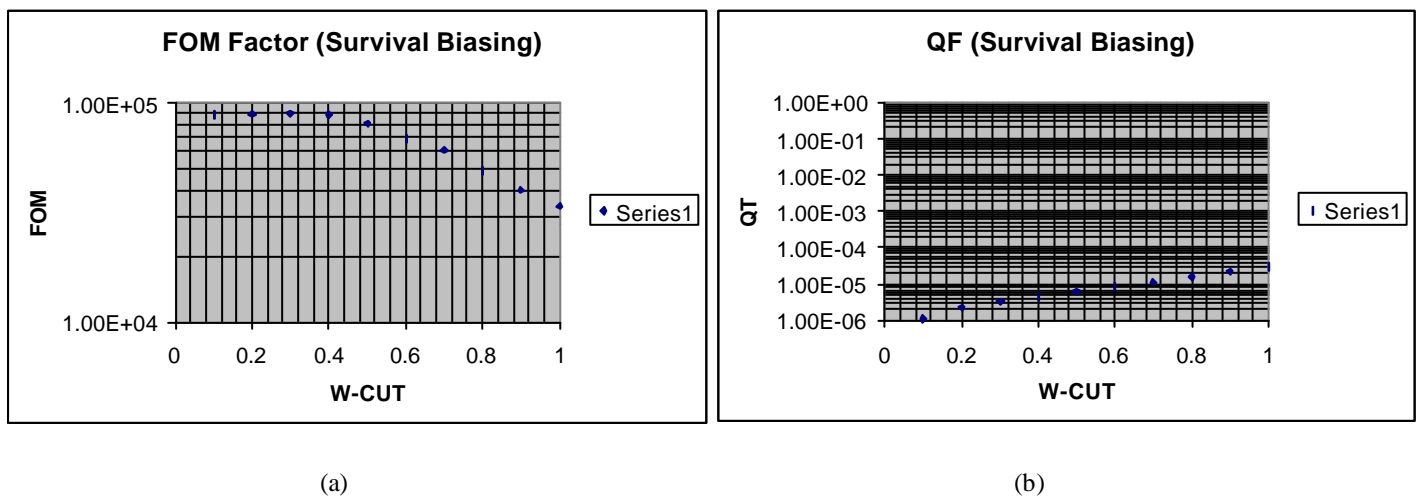 FOM Factor (Survival Biasing)
1.00E+05
1.00E+04
FOM
0 0.2 0.4 0.6 0.8 1
W-CUT
Series1
QF (Survival Biasing)
1.00E+00
1.00E-01
1.00E-02
1.00E-03
1.00E-04
1.00E-05
1.00E-06
QT
0 0.2 0.4 0.6 0.8 1
W-CUT
Series1
(a) (b)